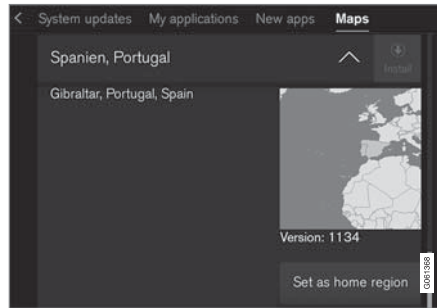 < System updates My applications New apps Maps
Spanien, Portugal
Install
Gibraltar, Portugal, Spain
Version: 1134
Set as home region
G061368